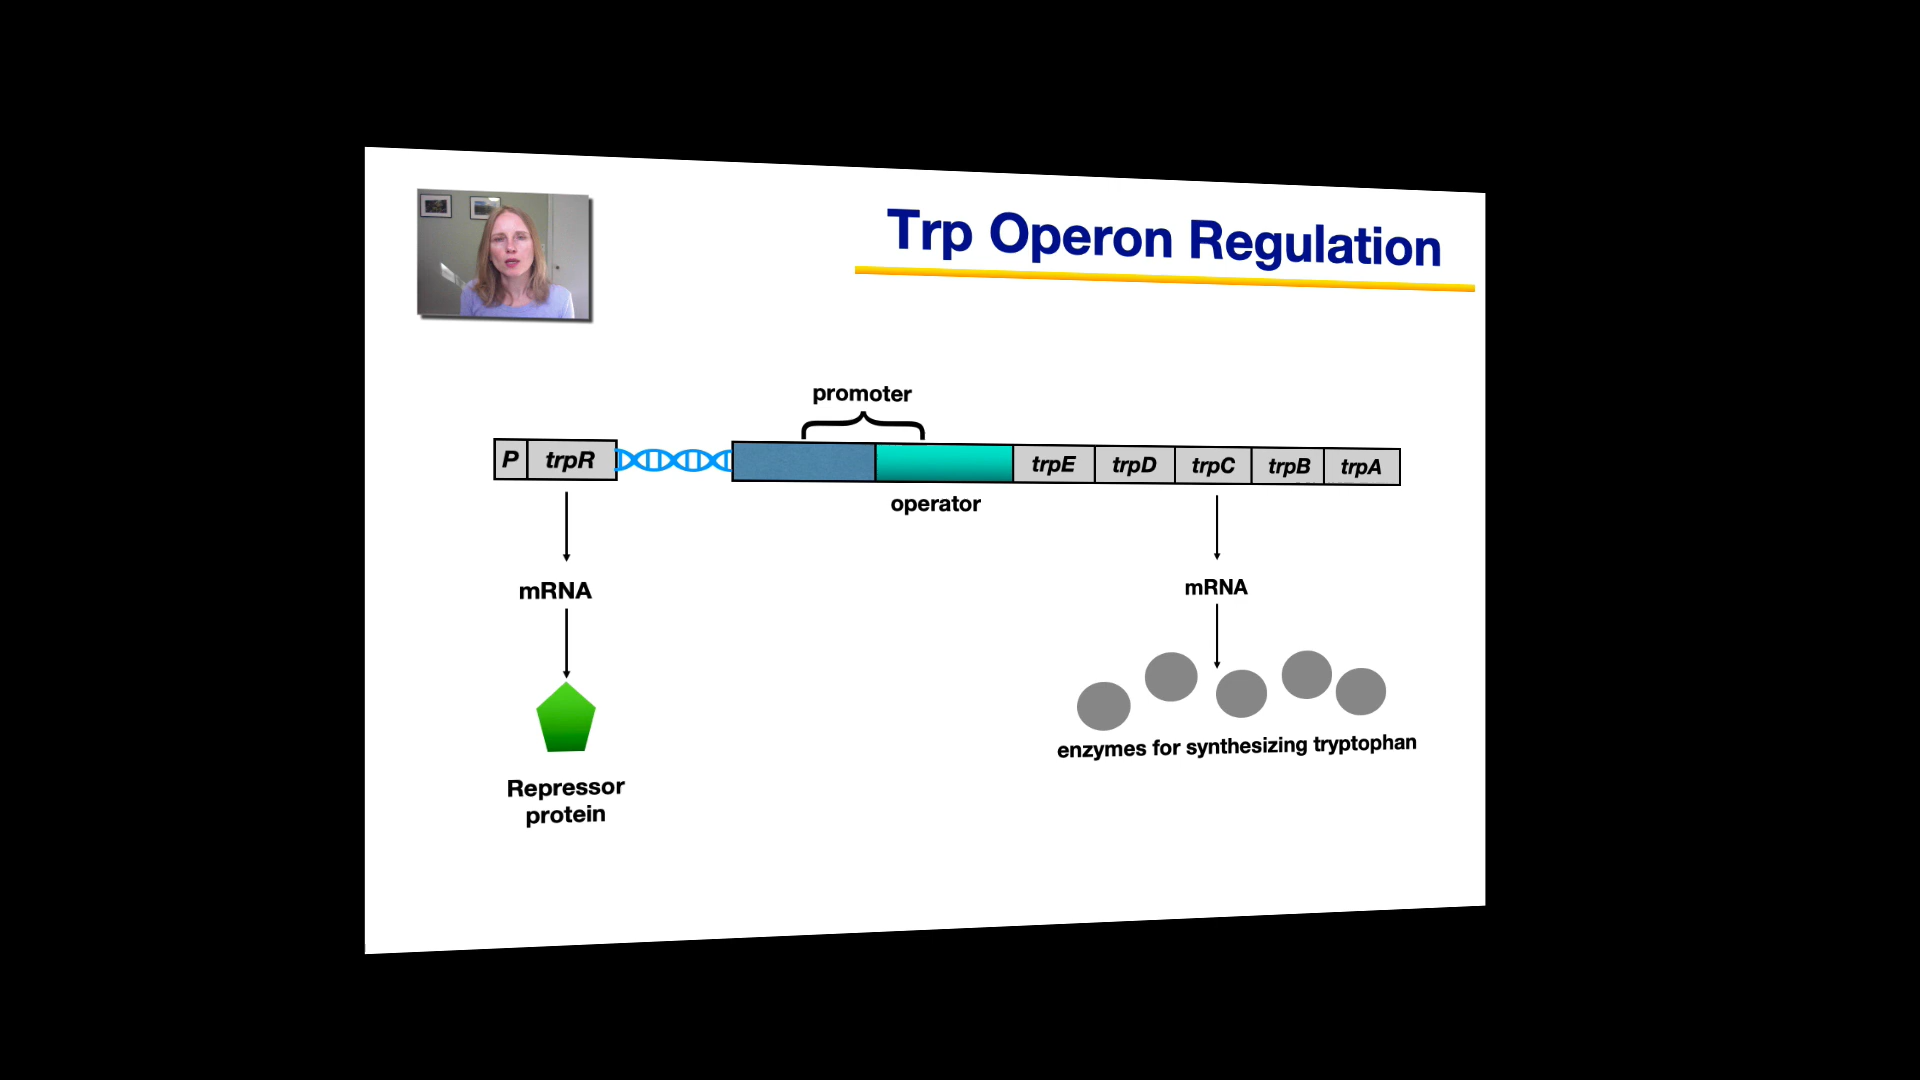 Trp Operon Regulation
promoter
P trpR trpE trpD trpC trpB trpA
operator
mRNA mRNA
enzymes for synthesizing tryptophan
Repressor
protein